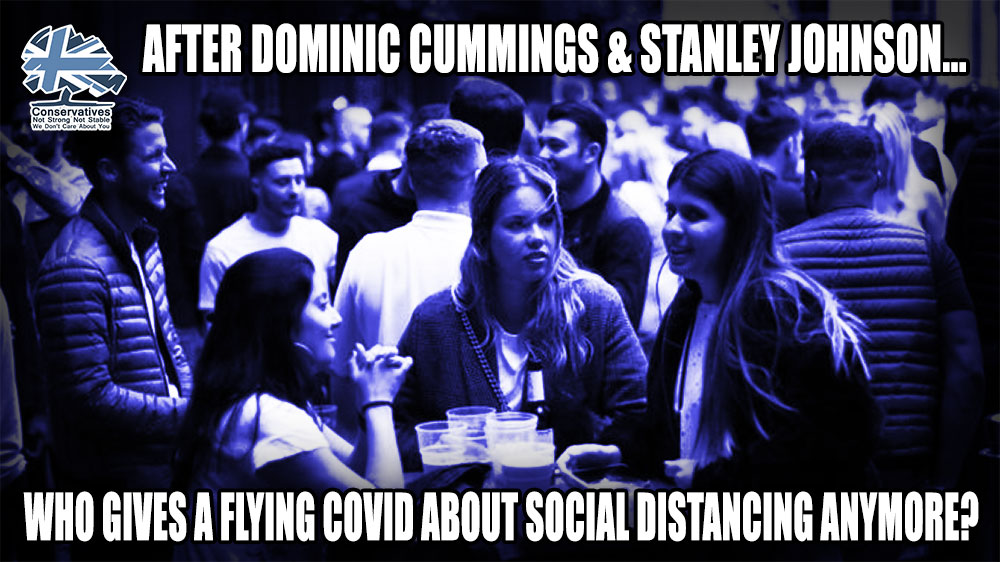 AFTER DOMINIC CUMMINGS & STANLEY JOHNSON...
Conservatives
Not Strong Not Stable
We Don't Care About You
WHO GIVES A FLYING COVID ABOUT SOCIAL DISTANCING ANYMORE?